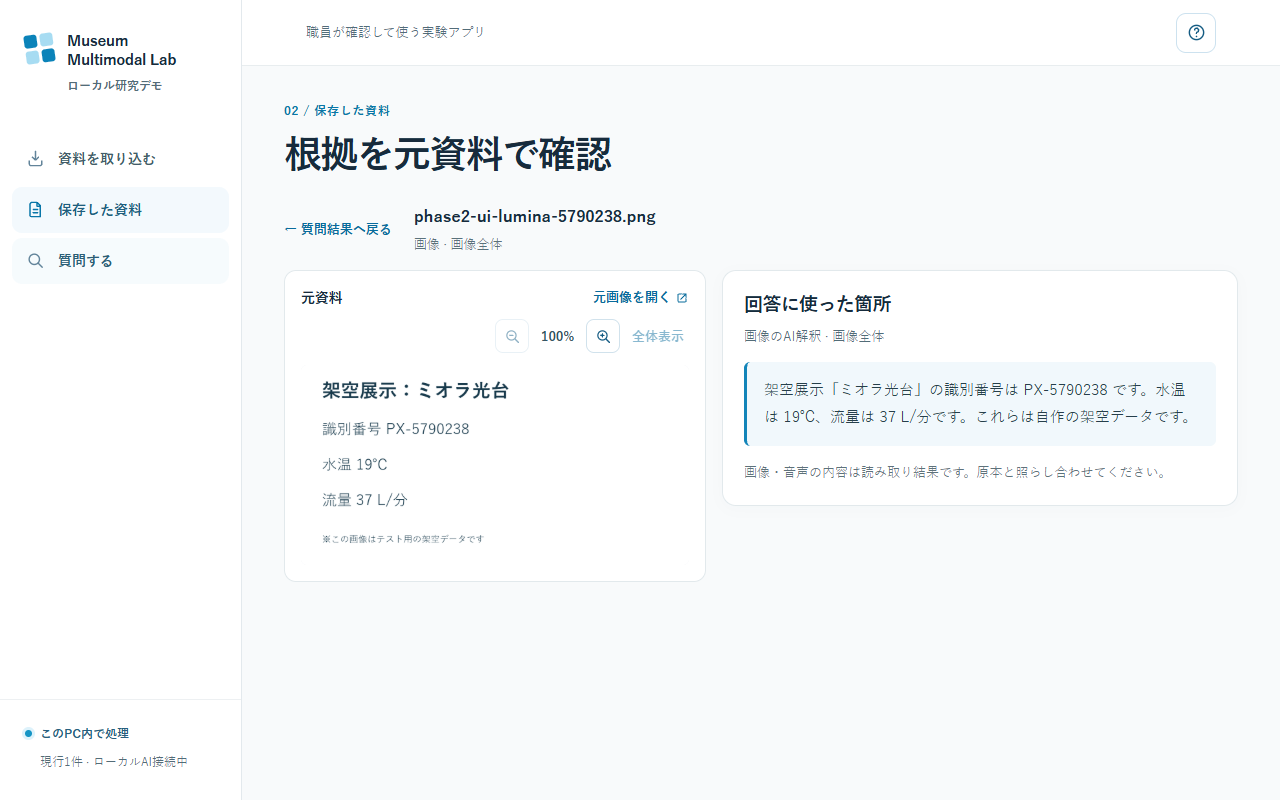 Museum
Multimodal Lab
ローカル研究デモ
資料を取り込む
保存した資料
質問する
このPC内で処理
現行1件 · ローカルAI接続中
職員が確認して使う実験アプリ
02 / 保存した資料
根拠を元資料で確認
← 質問結果へ戻る
phase2-ui-lumina-5790238.png
画像 · 画像全体
元資料
元画像を開く
100%
全体表示
架空展示：ミオラ光台
識別番号 PX-5790238
水温 19°C
流量 37 L/分
※この画像はテスト用の架空データです
回答に使った箇所
画像のAI解釈 · 画像全体
架空展示「ミオラ光台」の識別番号は PX-5790238 です。水温
は 19°C、流量は 37 L/分です。これらは自作の架空データです。
画像・音声の内容は読み取り結果です。原本と照らし合わせてください。